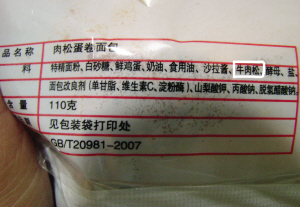 品名称 肉松蛋卷面包
料 特精面粉、白砂糖、鲜鸡蛋、奶油、食用油、沙拉酱、牛肉松、酵母、盐、
面包改良剂（单甘脂、维生素C、淀粉酶）、山梨酸钾、丙酸钠、脱氢醋酸钠
含量 110克
期 见包装袋打印处
GB/T20981-2007